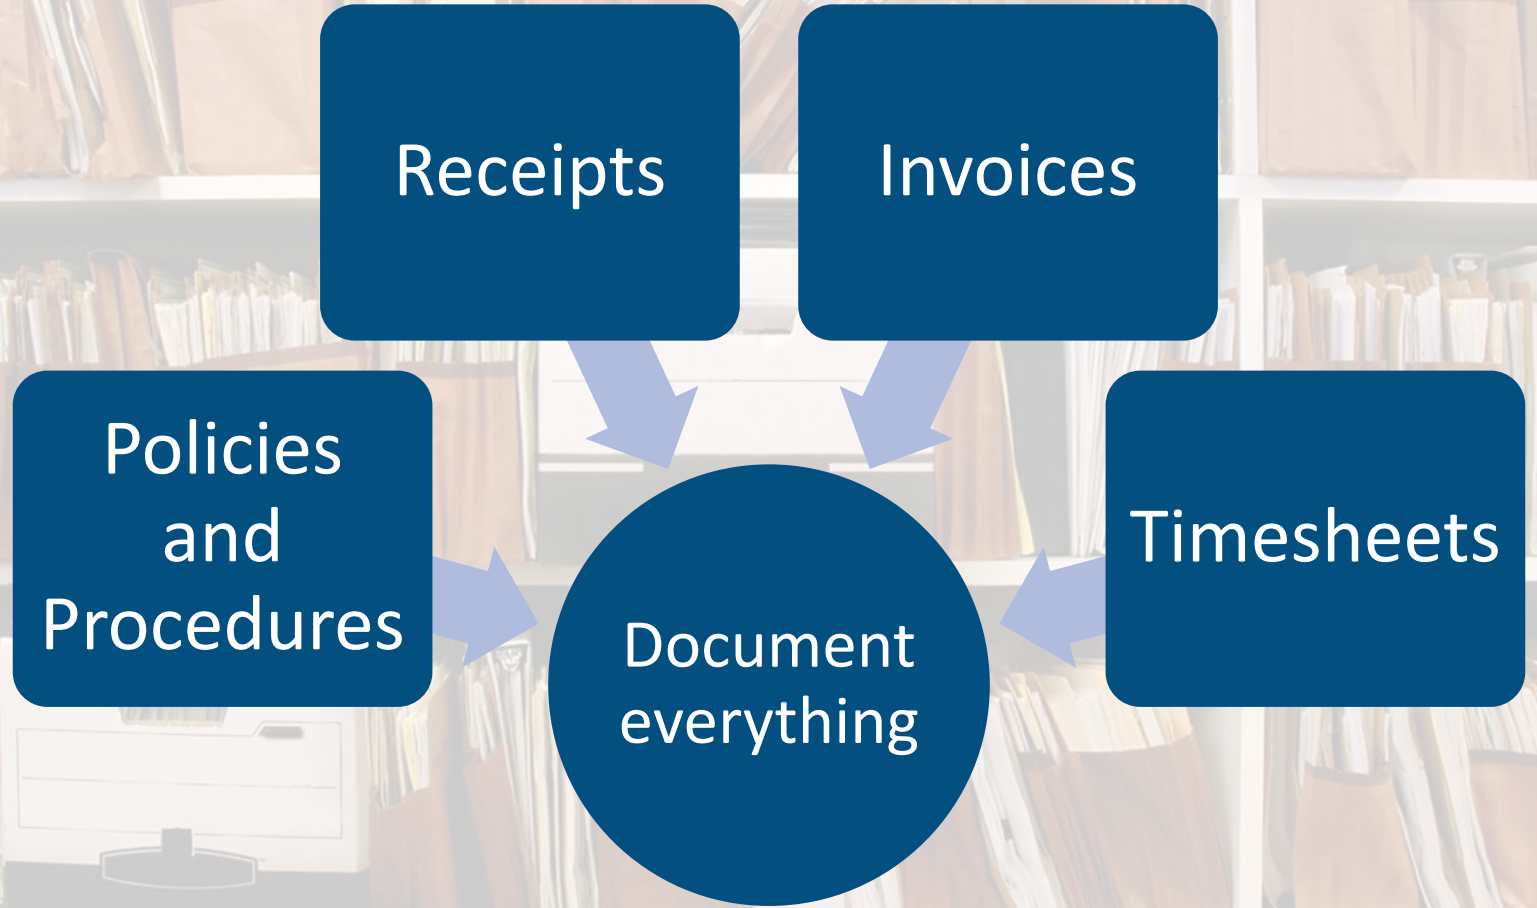 Receipts
Invoices
Policies
and
Procedures
Timesheets
Document
everything